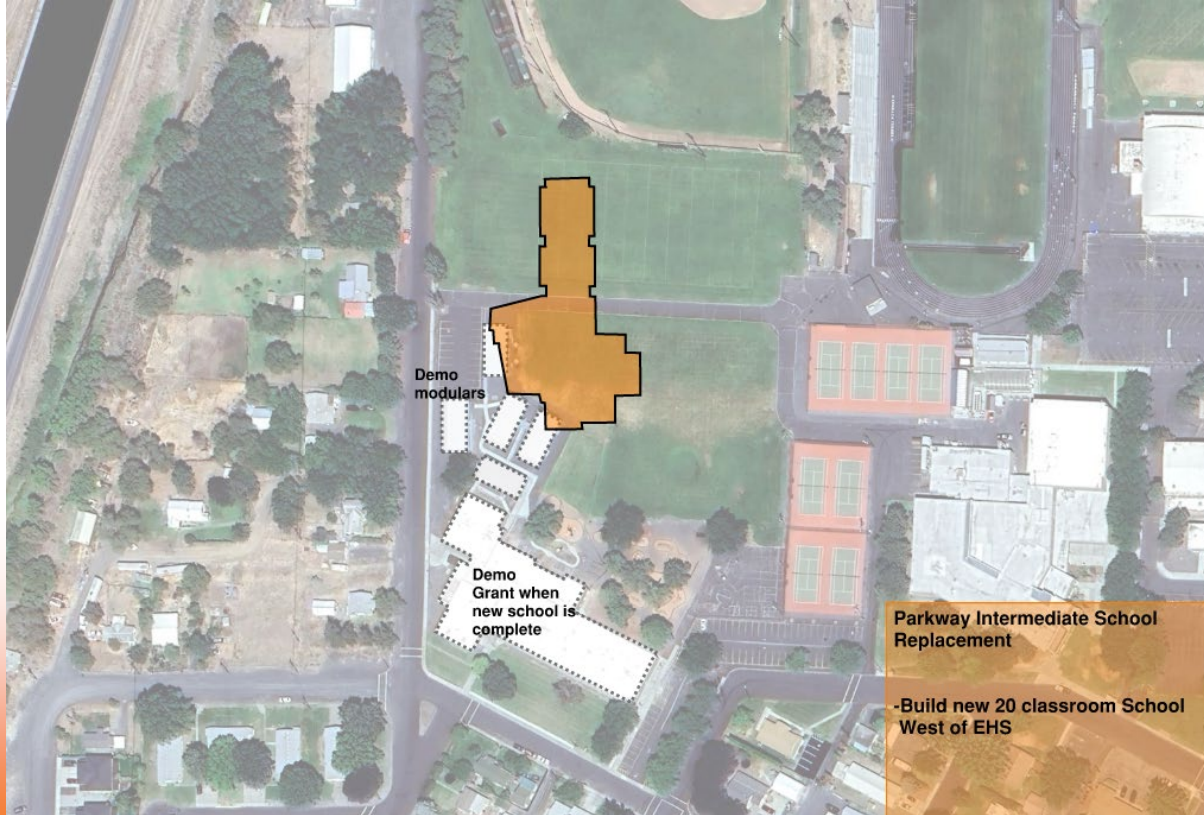 Demo
modulars
Demo
Grant when
new school is
complete
Parkway Intermediate School
Replacement
-Build new 20 classroom School
West of EHS